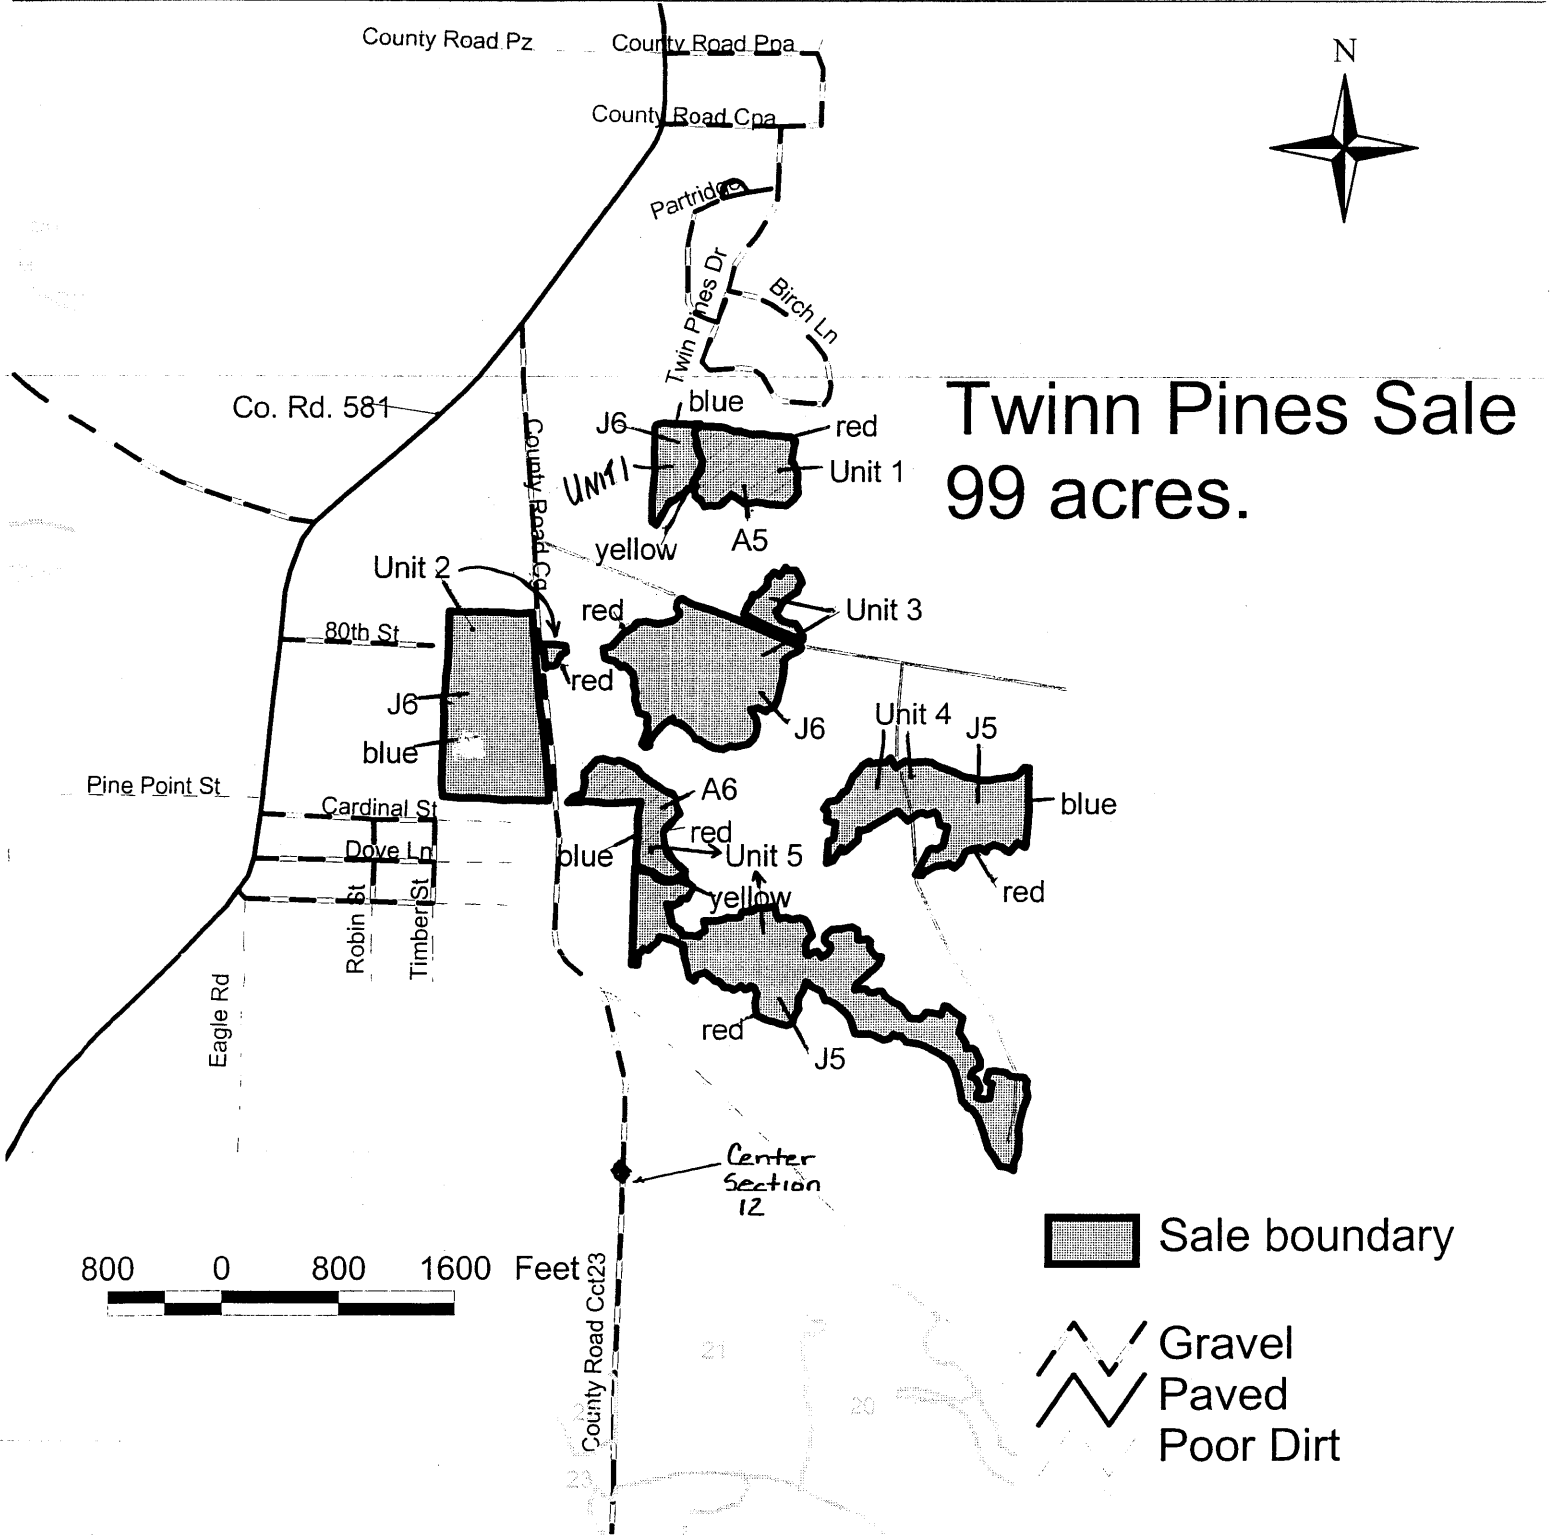 County Road Pz
County Road Ppa
N
County Road Cpa
Partridge
Twin Pines Dr
Birch Ln
Co. Rd. 581
Twinn Pines Sale
99 acres.
blue
J6
red
UNIT 1
Unit 1
yellow
A5
County Road Cg
Unit 2
red
Unit 3
80th St
red
J6
J6
Unit 4
J5
blue
Pine Point St
A6
blue
Cardinal St
red
Dove Ln
blue
Unit 5
red
yellow
Robin St
Timber St
Eagle Rd
red
J5
Center
Section
12
Sale boundary
800 0 800 1600 Feet
County Road Cct23
Gravel
Paved
Poor Dirt
21
20
23